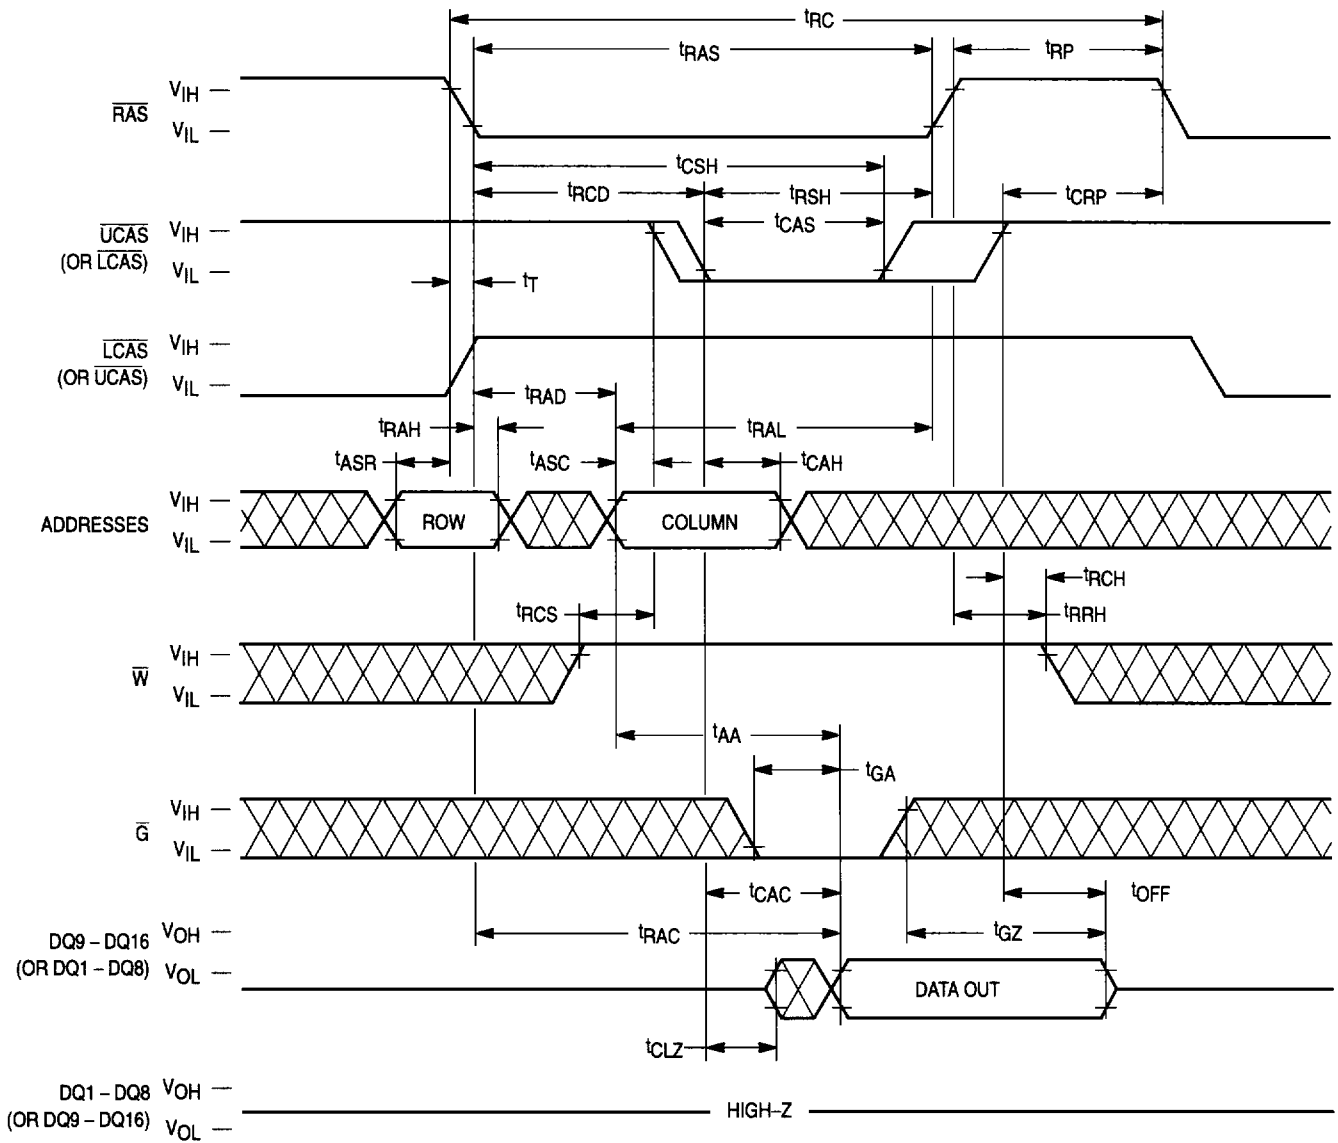 tRC
tRAS
tRP
RAS
VIH
VIL
tCSH
tRCD
tRSH
tCRP
tCAS
UCAS
(OR LCAS)
VIH
VIL
tT
LCAS
(OR UCAS)
VIH
VIL
tRAD
tRAH
tRAL
tASR
tASC
tCAH
ADDRESSES
VIH
VIL
ROW
COLUMN
tRCH
tRCS
tRRH
W
VIH
VIL
tAA
tGA
G
VIH
VIL
tCAC
tOFF
tRAC
tGZ
DQ9 – DQ16
(OR DQ1 – DQ8)
VOH
VOL
DATA OUT
tCLZ
DQ1 – DQ8
(OR DQ9 – DQ16)
VOH
VOL
HIGH–Z